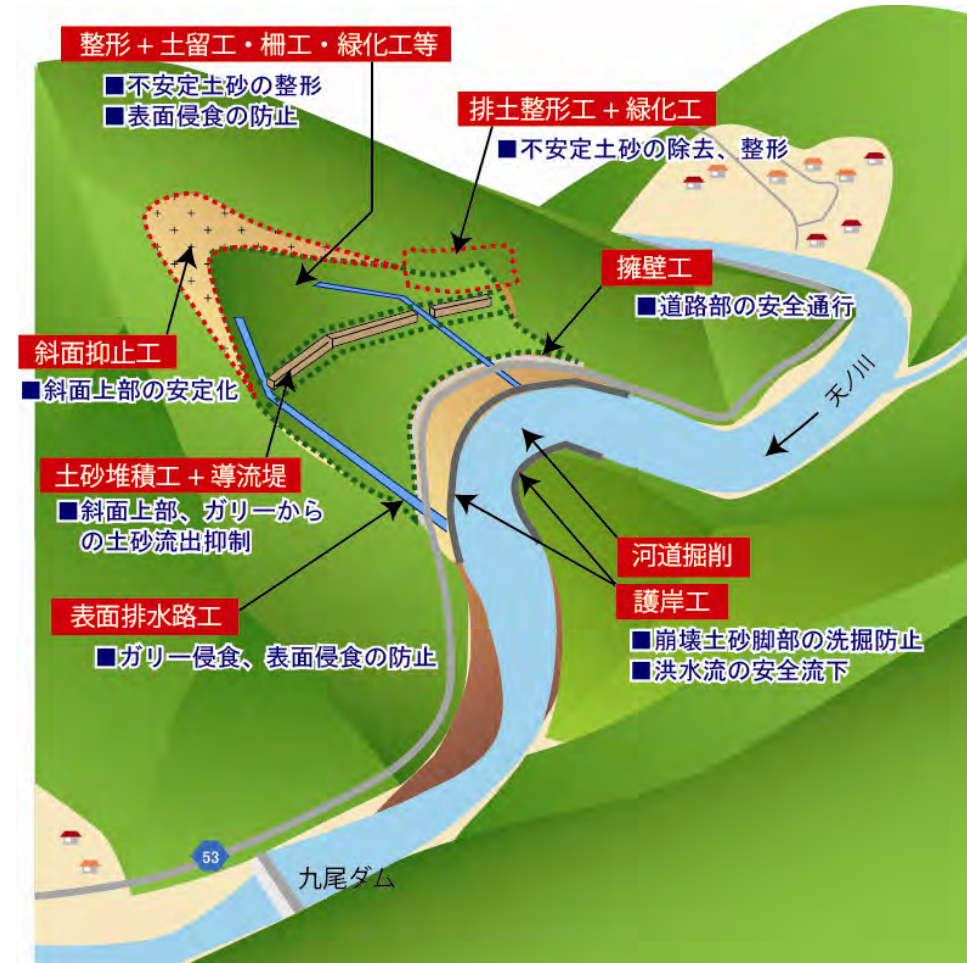 整形 + 土留工・柵工・緑化工等
■不安定土砂の整形
■表面侵食の防止
排土整形工 + 緑化工
■不安定土砂の除去、整形
擁壁工
■道路部の安全通行
斜面抑止工
■斜面上部の安定化
天ノ川
土砂堆積工 + 導流堤
■斜面上部、ガリーから
の土砂流出抑制
河道掘削
護岸工
■崩壊土砂脚部の洗掘防止
■洪水流の安全流下
表面排水路工
■ガリー侵食、表面侵食の防止
53
九尾ダム